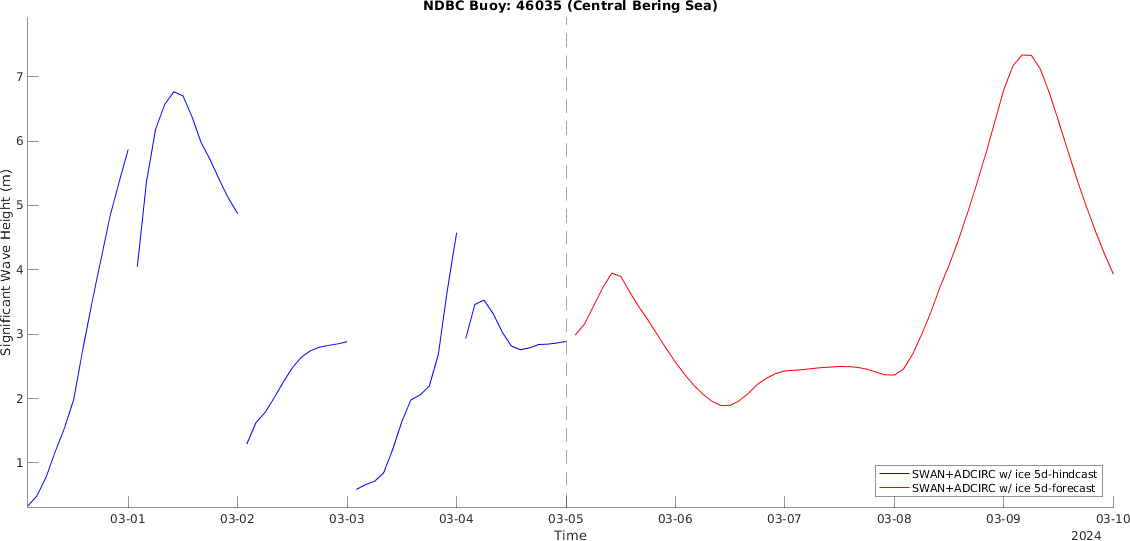 NDBC Buoy: 46035 (Central Bering Sea)
Significant Wave Height (m)
7
6
5
4
3
2
1
SWAN+ADCIRC w/ ice 5d-hindcast
SWAN+ADCIRC w/ ice 5d-forecast
03-01 03-02 03-03 03-04 03-05 03-06 03-07 03-08 03-09 03-10
Time
2024